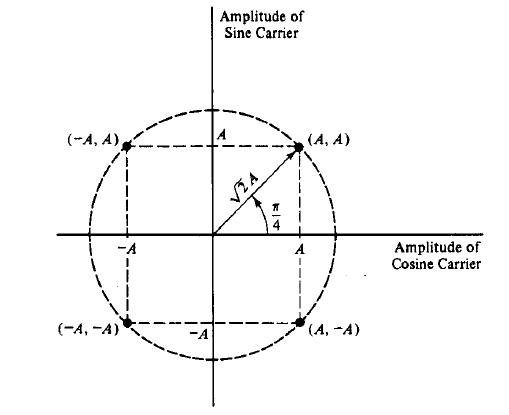 Amplitude of
Sine Carrier
(-A, A)
A
(A, A)
√2 A
π/4
-A
A
Amplitude of
Cosine Carrier
(-A, -A)
-A
(A, -A)